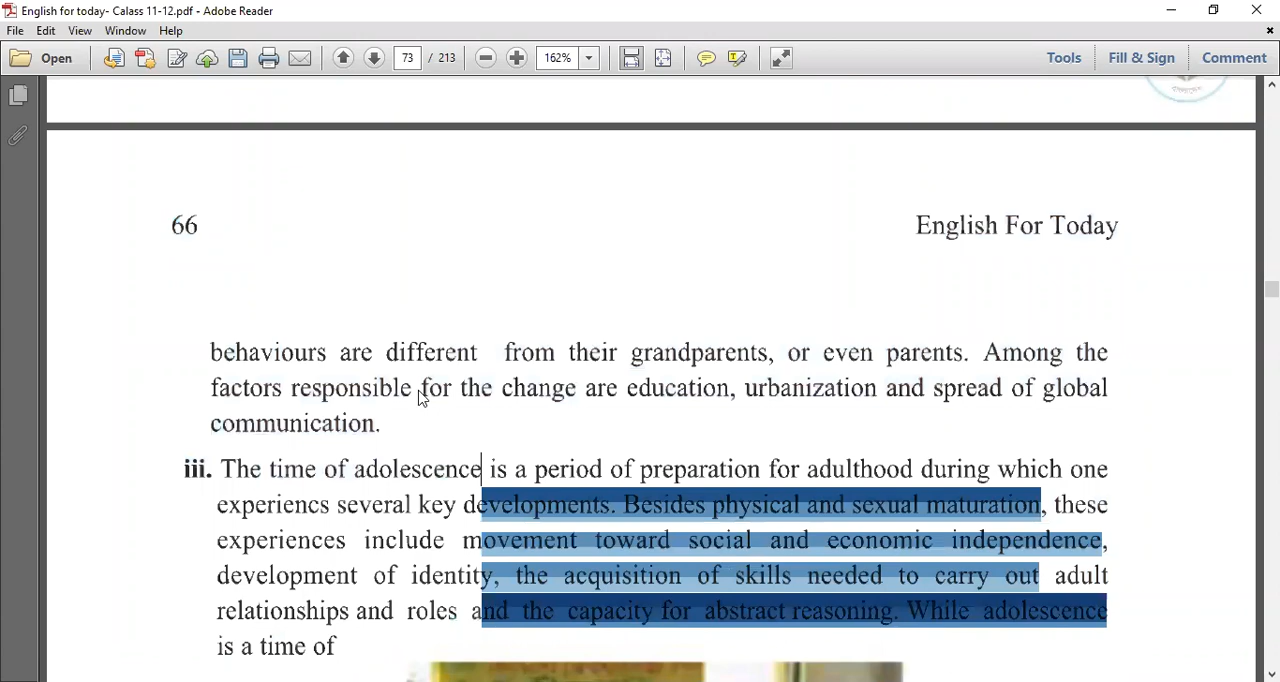 English for today- Calass 11-12.pdf - Adobe Reader
File Edit View Window Help
Open 73 / 213 162% Tools Fill & Sign Comment
66 English For Today
behaviours are different from their grandparents, or even parents. Among the
factors responsible for the change are education, urbanization and spread of global
communication.
iii. The time of adolescence is a period of preparation for adulthood during which one
experiencs several key developments. Besides physical and sexual maturation, these
experiences include movement toward social and economic independence,
development of identity, the acquisition of skills needed to carry out adult
relationships and roles and the capacity for abstract reasoning. While adolescence
is a time of